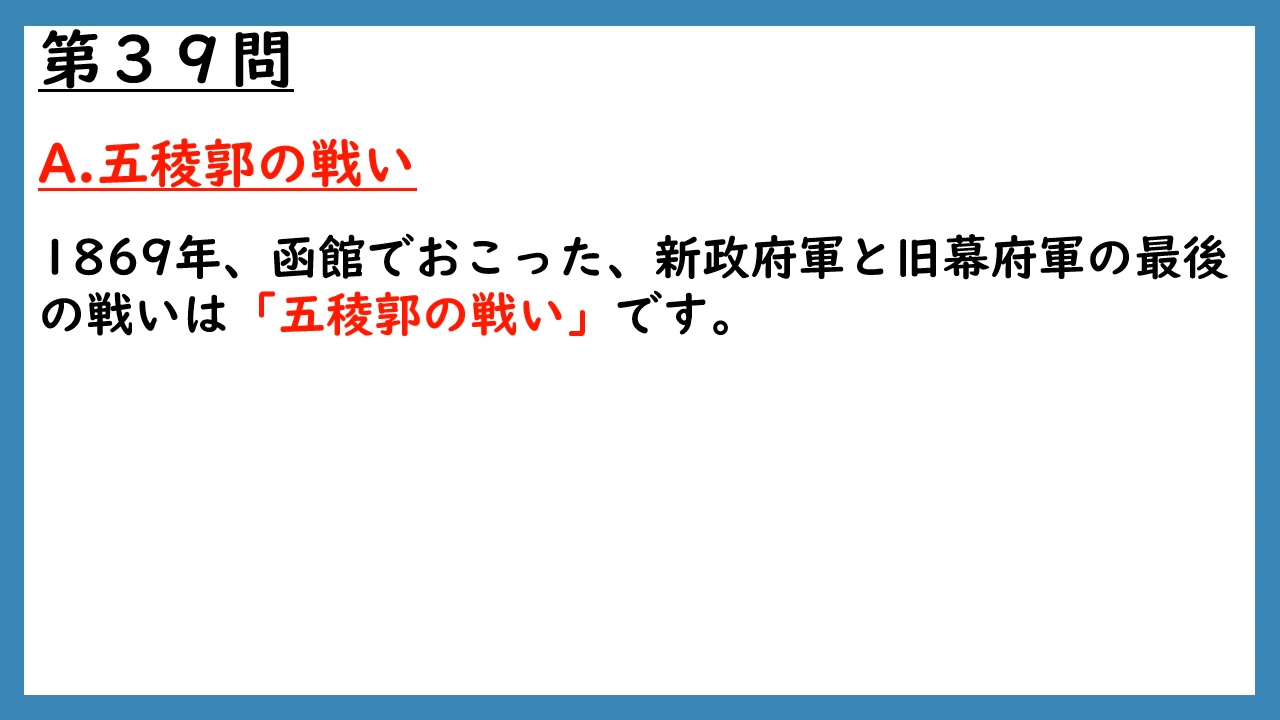 第３９問
A.五稜郭の戦い
1869年、函館でおこった、新政府軍と旧幕府軍の最後
の戦いは「五稜郭の戦い」です。